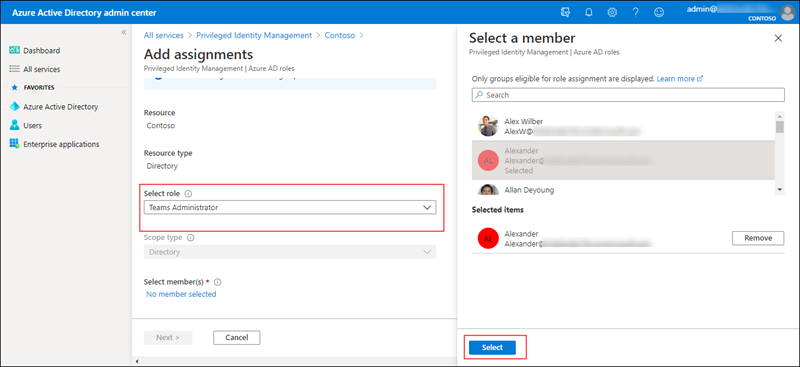 Azure Active Directory admin center
admin@
CONTOSO
Dashboard
All services
FAVORITES
Azure Active Directory
Users
Enterprise applications
All services > Privileged Identity Management > Contoso >
Add assignments
Privileged Identity Management | Azure AD roles
Resource
Contoso
Resource type
Directory
Select role
Teams Administrator
Scope type
Directory
Select member(s) *
No member selected
Next >
Cancel
Select a member
Privileged Identity Management | Azure AD roles
Only groups eligible for role assignment are displayed. Learn more
Search
Alex Wilber
AlexW@
AL
Alexander
Alexander@
Selected
Allan Deyoung
Selected items
AL
Alexander
Alexander@
Remove
Select